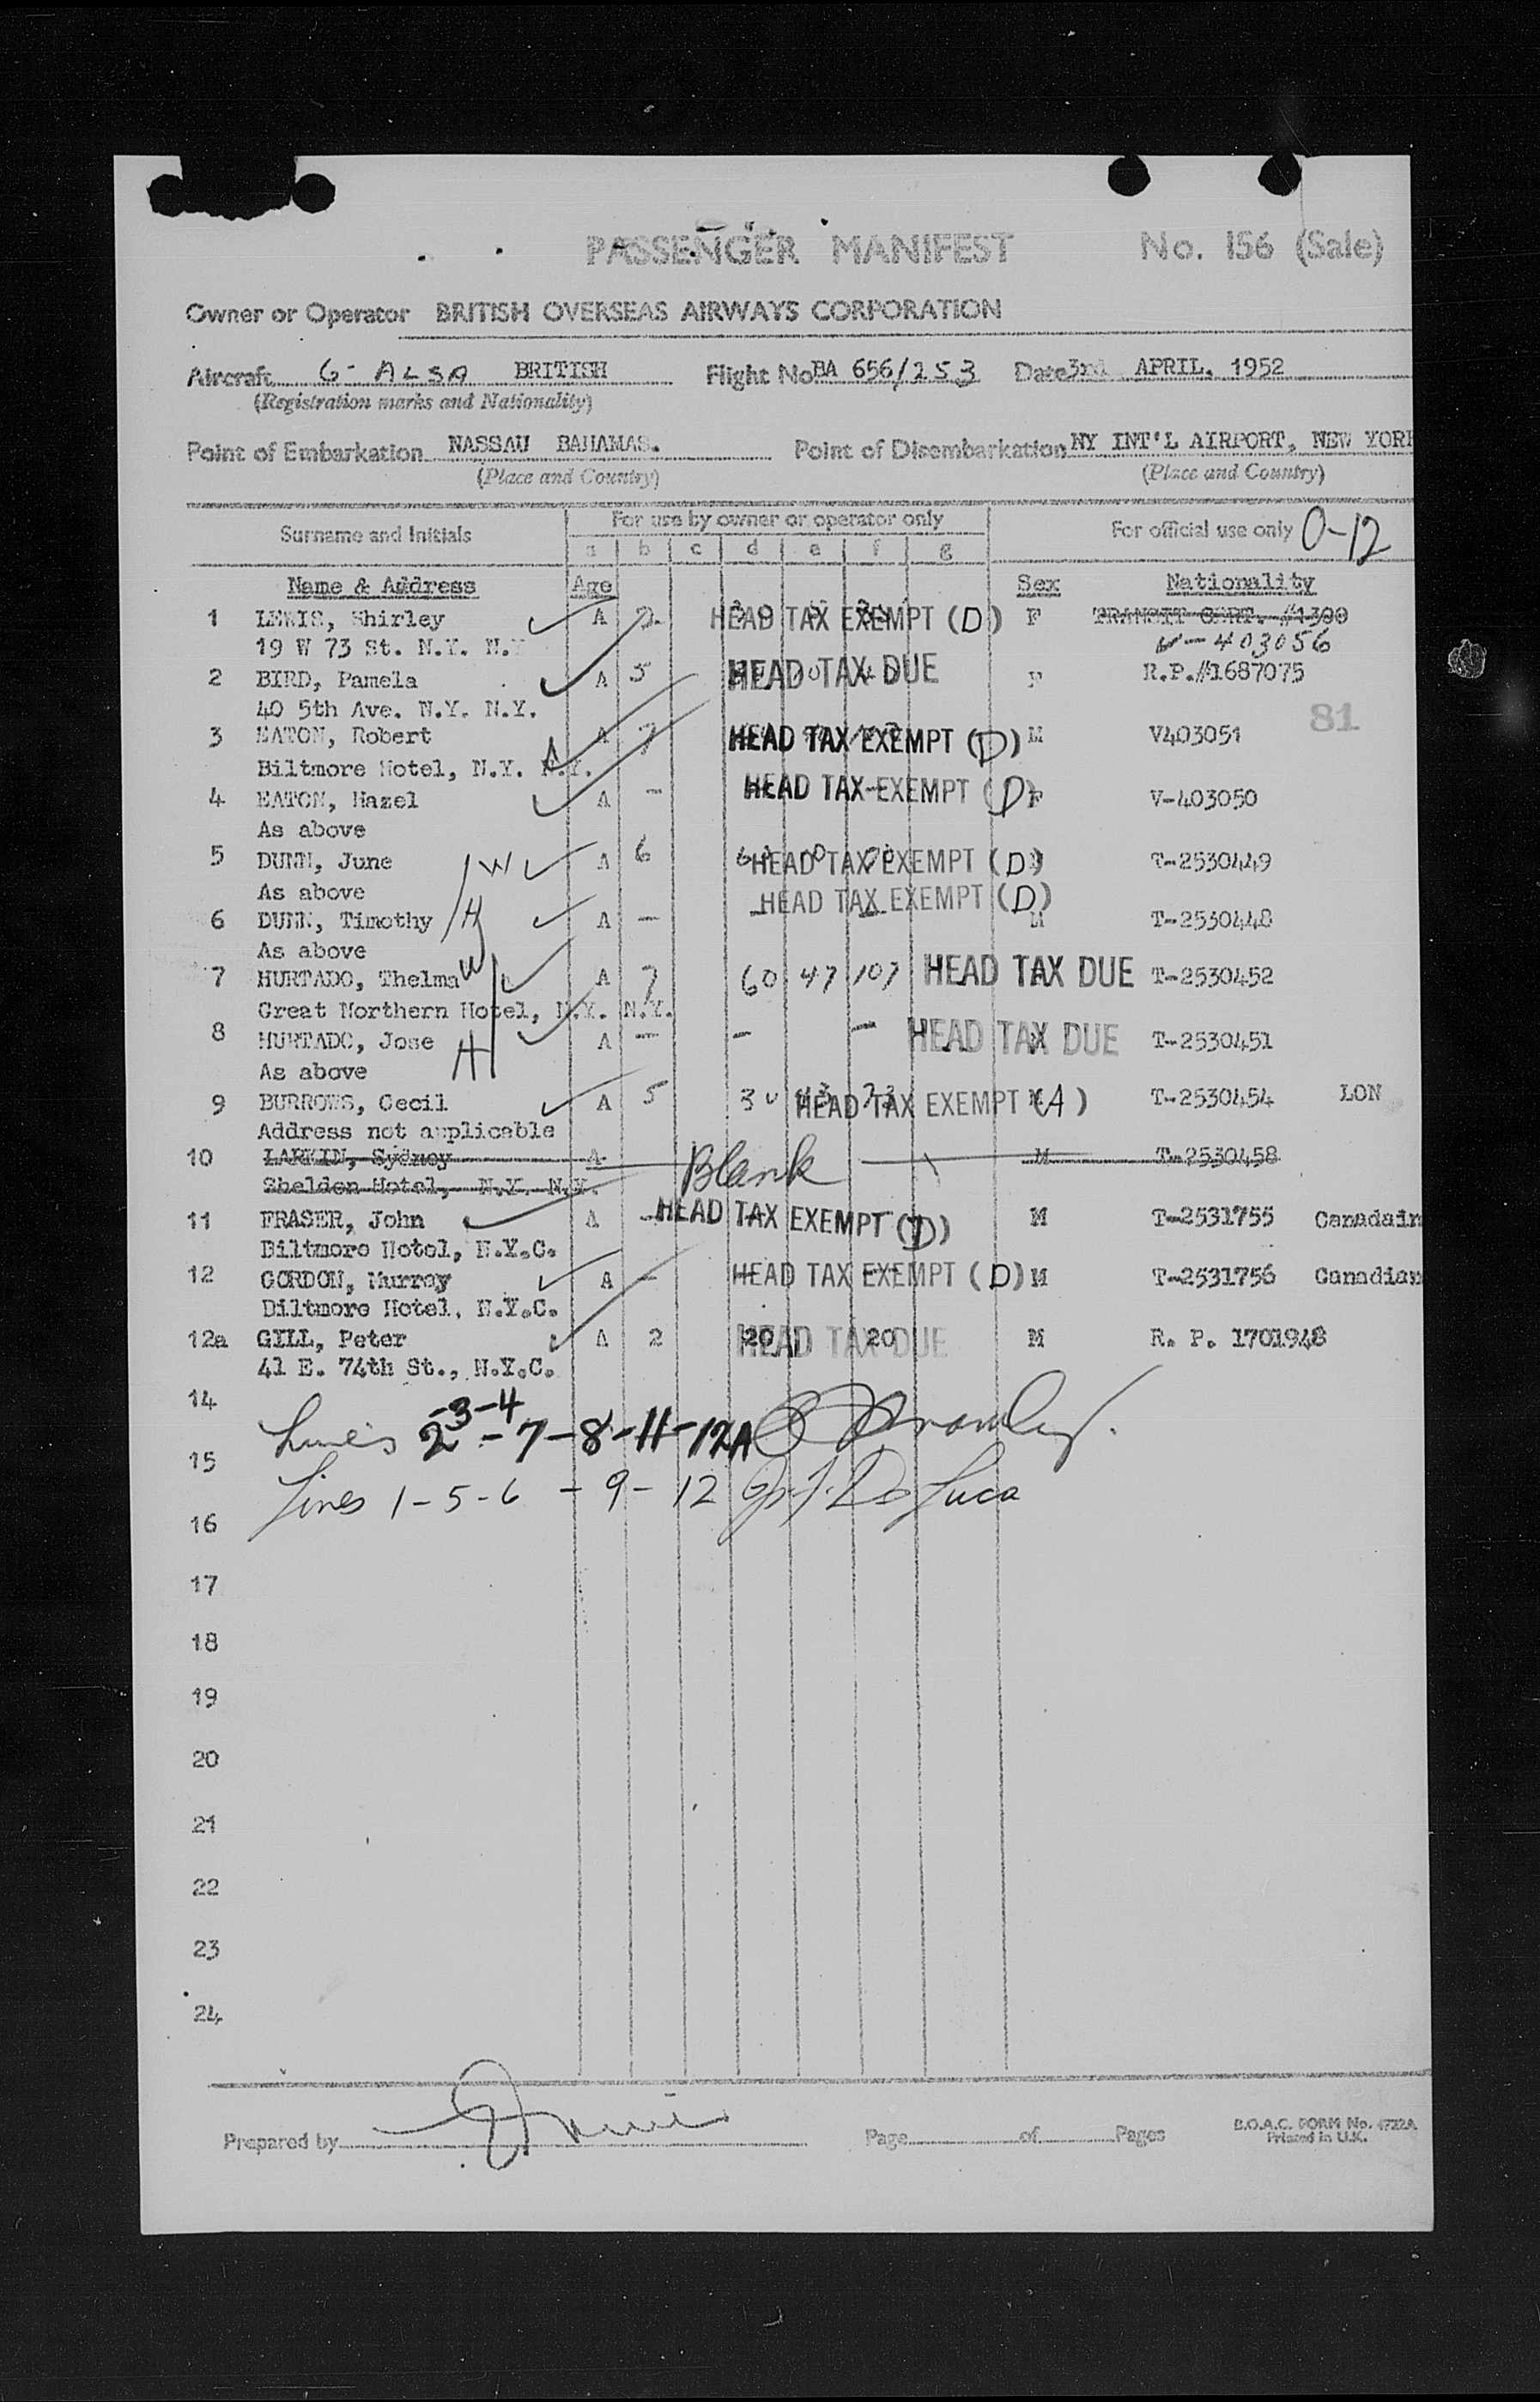 PASSENGER MANIFEST No. 156 (Sale)
Owner or Operator BRITISH OVERSEAS AIRWAYS CORPORATION
Aircraft G-ALSA BRITISH Flight No. BA 656/253 Date 3rd APRIL, 1952
(Registration marks and Nationality)
Point of Embarkation NASSAU BAHAMAS. Point of Disembarkation NY INT'L AIRPORT, NEW YORK
(Place and Country) (Place and Country)
Surname and Initials For use by owner or operator only For official use only 0-12
a b c d e f g
Name & Address Age Sex Nationality
1 LEWIS, Shirley A 2 HEAD TAX EXEMPT (D) F TRANSIT CERT. #1300
19 W 73 St. N.Y. N.Y V-403056
2 BIRD, Pamela A 5 HEAD TAX DUE F R.P.#1687075
40 5th Ave. N.Y. N.Y.
81
3 EATON, Robert A 7 HEAD TAX EXEMPT (D) M V403051
Biltmore Hotel, N.Y. N.Y.
4 EATON, Hazel A - HEAD TAX EXEMPT (D) F V-403050
As above
5 DUNN, June W A 6 HEAD TAX EXEMPT (D) T-2530449
As above
6 DUNN, Timothy H A - HEAD TAX EXEMPT (D) M T-2530448
As above
7 HURTADO, Thelma W A 7 60 47 107 HEAD TAX DUE T-2530452
Great Northern Hotel, N.Y. N.Y.
8 HURTADO, Jose H A - - - HEAD TAX DUE T-2530451
As above
9 BURROWS, Cecil A 5 30 43 73 HEAD TAX EXEMPT (A) T-2530454 LON
Address not applicable
10 LARKIN, Sydney A Blank M T-2530458
Shelden Hotel, N.Y. N.Y.
11 FRASER, John A - HEAD TAX EXEMPT (D) M T-2531755 Canadain
Biltmore Hotel, N.Y.C.
12 GORDON, Murray A - HEAD TAX EXEMPT (D) M T-2531756 Canadian
Biltmore Hotel, N.Y.C.
12a GILL, Peter A 2 20 20 HEAD TAX DUE M R. P. 1701948
41 E. 74th St., N.Y.C.
14
Lines 2-3-4-7-8-11-12A
15
Lines 1-5-6-9-12 De Luca
16
17
18
19
20
21
22
23
24
Prepared by Page of Pages B.O.A.C. FORM No. 4722A
Printed in U.K.